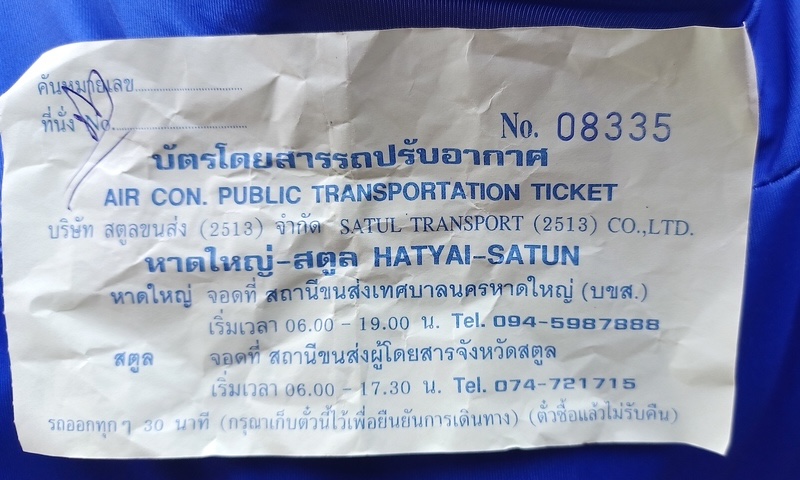 คันหมายเลข....................
ที่นั่ง No.....................
No. 08335
บัตรโดยสารรถปรับอากาศ
AIR CON. PUBLIC TRANSPORTATION TICKET
บริษัท สตูลขนส่ง (2513) จำกัด SATUL TRANSPORT (2513) CO.,LTD.
หาดใหญ่-สตูล HATYAI-SATUN
หาดใหญ่ จอดที่ สถานีขนส่งเทศบาลนครหาดใหญ่ (บขส.)
เริ่มเวลา 06.00 - 19.00 น. Tel. 094-5987888
สตูล จอดที่ สถานีขนส่งผู้โดยสารจังหวัดสตูล
เริ่มเวลา 06.00 - 17.30 น. Tel. 074-721715
รถออกทุกๆ 30 นาที (กรุณาเก็บตั๋วนี้ไว้เพื่อยืนยันการเดินทาง) (ตั๋วซื้อแล้วไม่รับคืน)